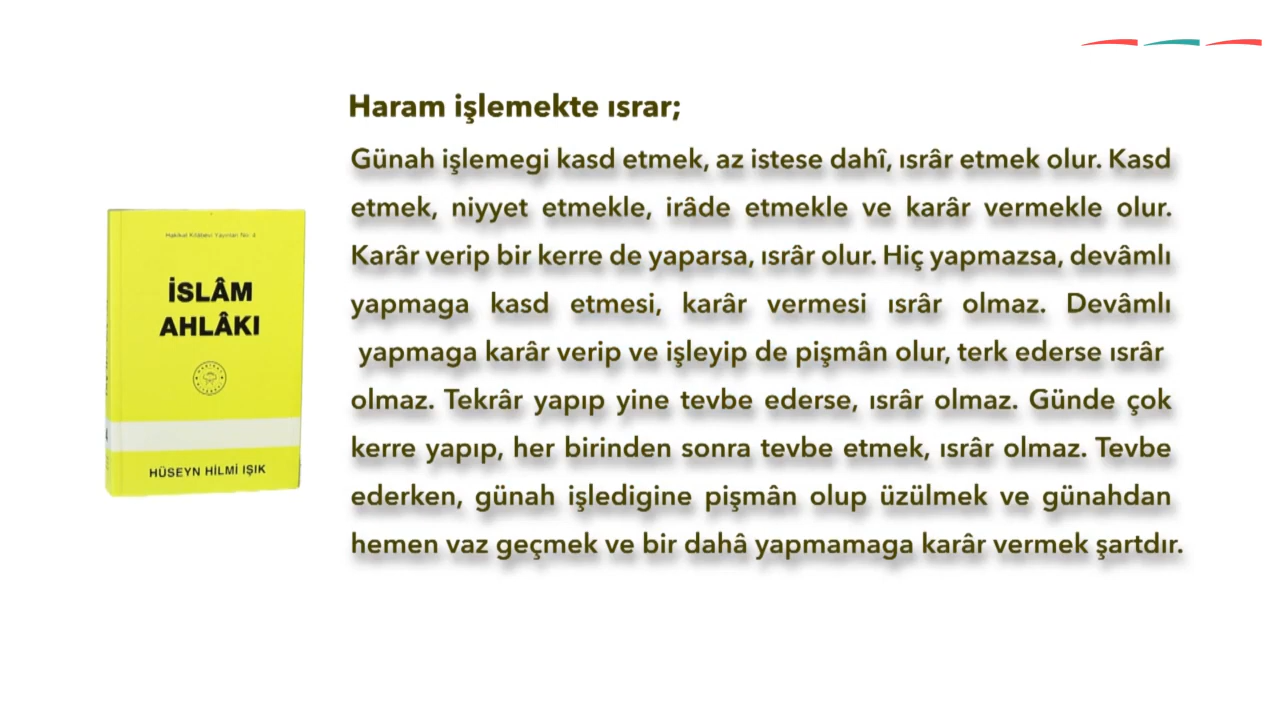 Haram işlemekte ısrar;
Günah işlemegi kasd etmek, az istese dahî, ısrâr etmek olur. Kasd
etmek, niyyet etmekle, irâde etmekle ve karâr vermekle olur.
Karâr verip bir kerre de yaparsa, ısrâr olur. Hiç yapmazsa, devâmlı
yapmaga kasd etmesi, karâr vermesi ısrâr olmaz. Devâmlı
yapmaga karâr verip ve işleyip de pişmân olur, terk ederse ısrâr
olmaz. Tekrâr yapıp yine tevbe ederse, ısrâr olmaz. Günde çok
kerre yapıp, her birinden sonra tevbe etmek, ısrâr olmaz. Tevbe
ederken, günah işledigine pişmân olup üzülmek ve günahdan
hemen vaz geçmek ve bir dahâ yapmamaga karâr vermek şartdır.
Hakîkat Kitâbevi Yayınları No: 2
İSLÂM
AHLÂKI
HÜSEYN HİLMİ IŞIK